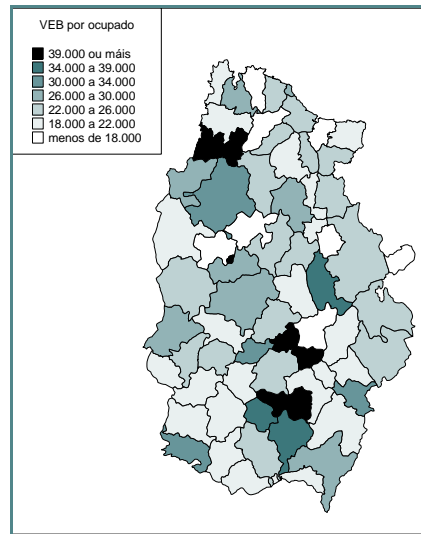 VEB por ocupado
39.000 ou máis
34.000 a 39.000
30.000 a 34.000
26.000 a 30.000
22.000 a 26.000
18.000 a 22.000
menos de 18.000